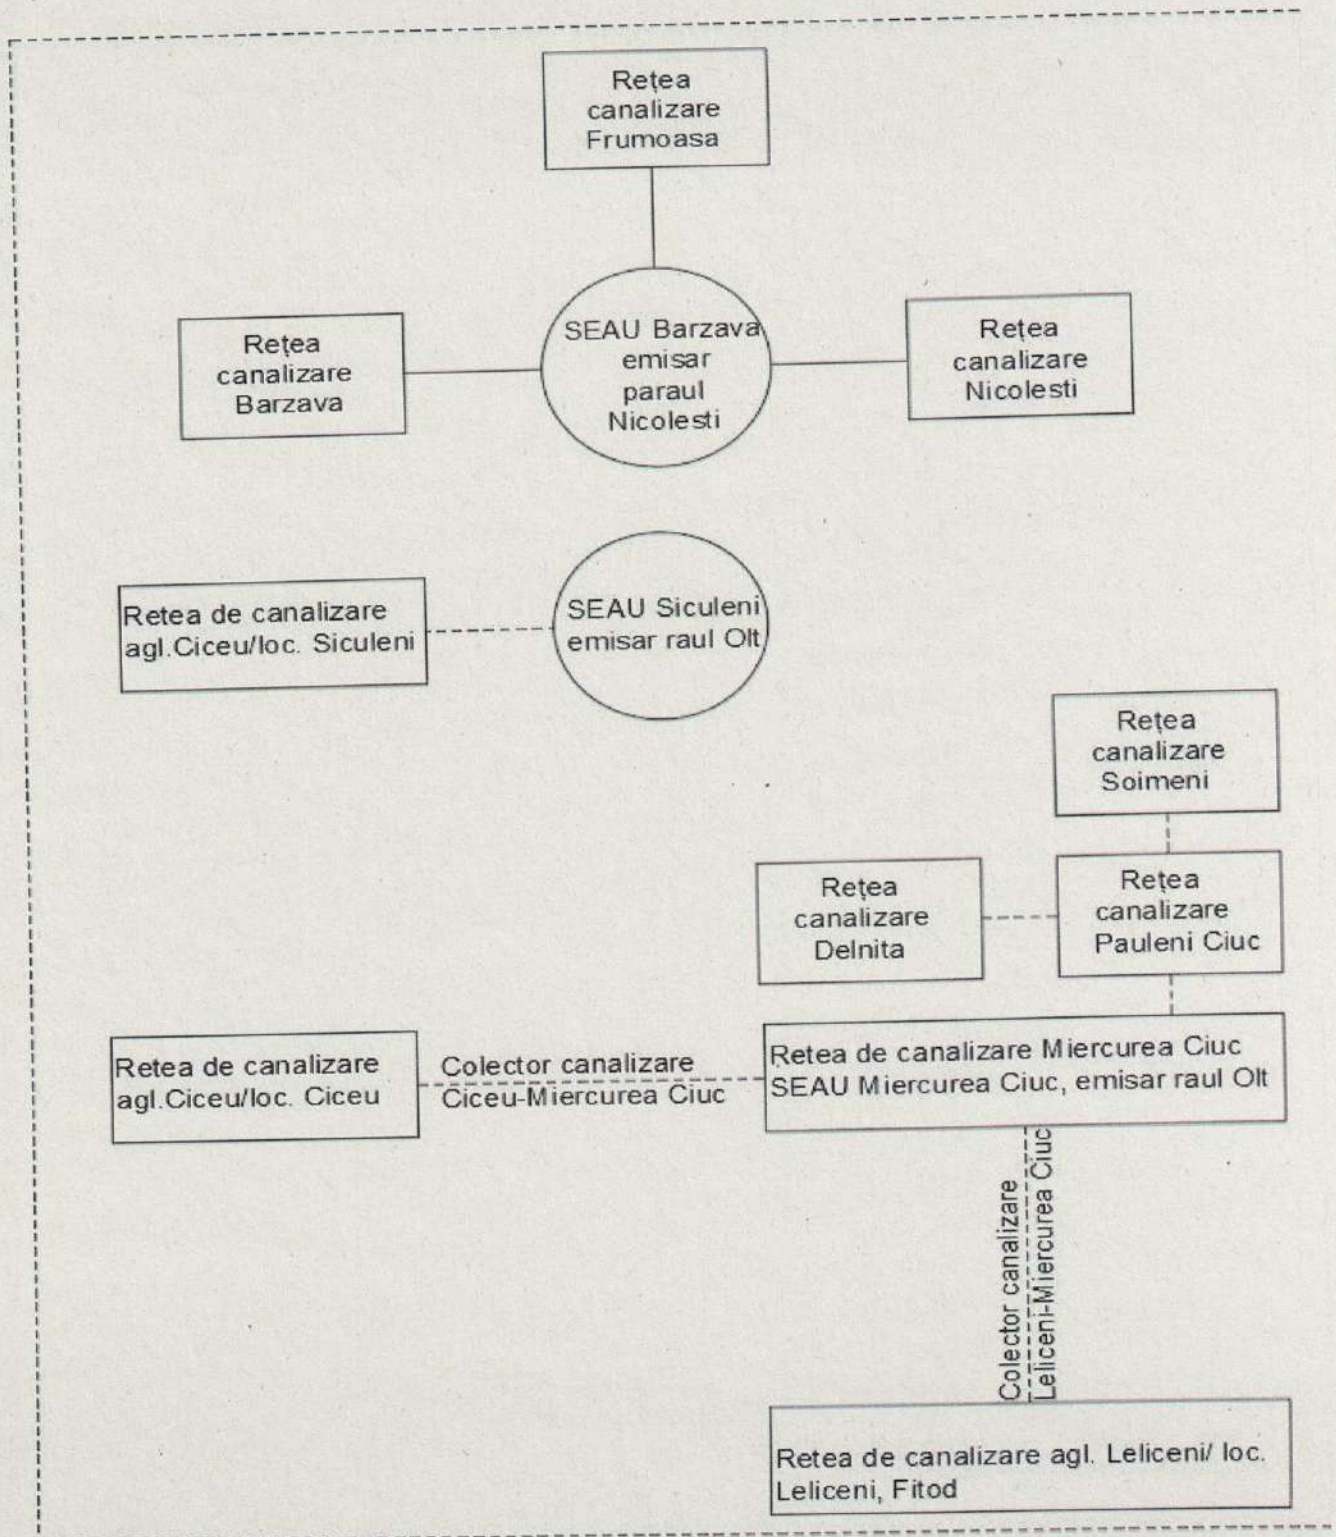 Rețea
canalizare
Frumoasa
Rețea
canalizare
Barzava
SEAU Barzava
emisar
paraul
Nicolesti
Rețea
canalizare
Nicolesti
Retea de canalizare
agl.Ciceu/loc. Siculeni
SEAU Siculeni
emisar raul Olt
Rețea
canalizare
Soimeni
Rețea
canalizare
Delnita
Rețea
canalizare
Pauleni Ciuc
Retea de canalizare
agl.Ciceu/loc. Ciceu
Colector canalizare
Ciceu-Miercurea Ciuc
Retea de canalizare Miercurea Ciuc
SEAU Miercurea Ciuc, emisar raul Olt
Colector canalizare
Leliceni-Miercurea Ciuc
Retea de canalizare agl. Leliceni/ loc.
Leliceni, Fitod